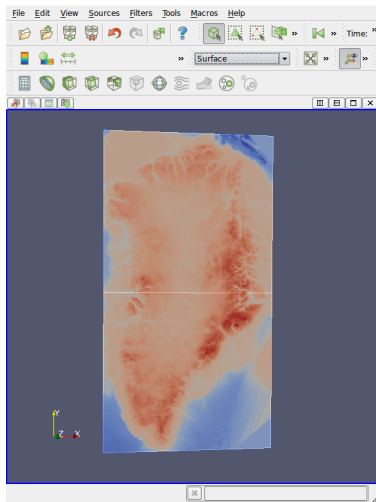 File Edit View Sources Filters Tools Macros Help
? » » Time: »
» Surface » »
Y
Z X